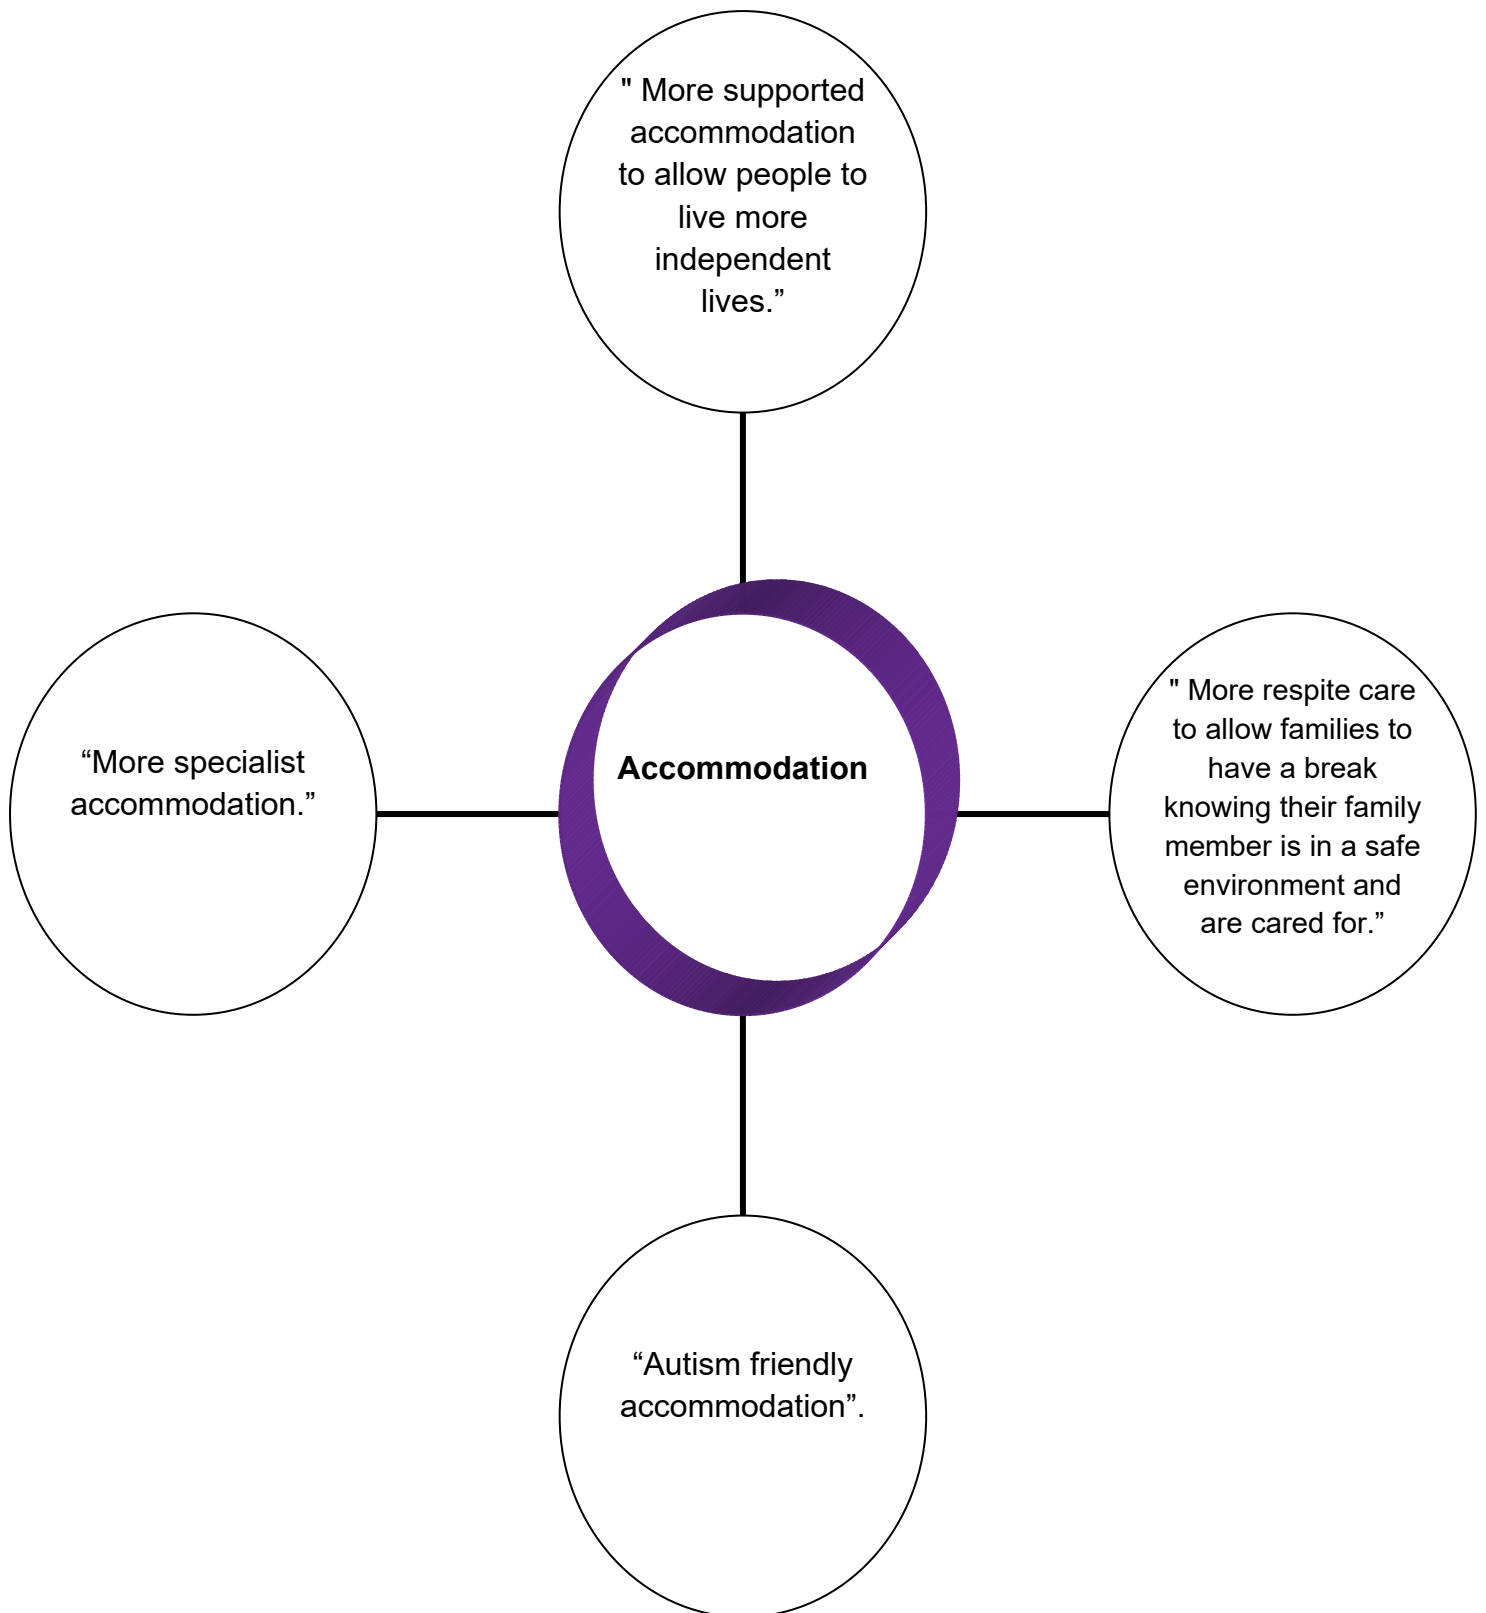 " More supported
accommodation
to allow people to
live more
independent
lives.”
“More specialist
accommodation.”
Accommodation
" More respite care
to allow families to
have a break
knowing their family
member is in a safe
environment and
are cared for.”
“Autism friendly
accommodation”.